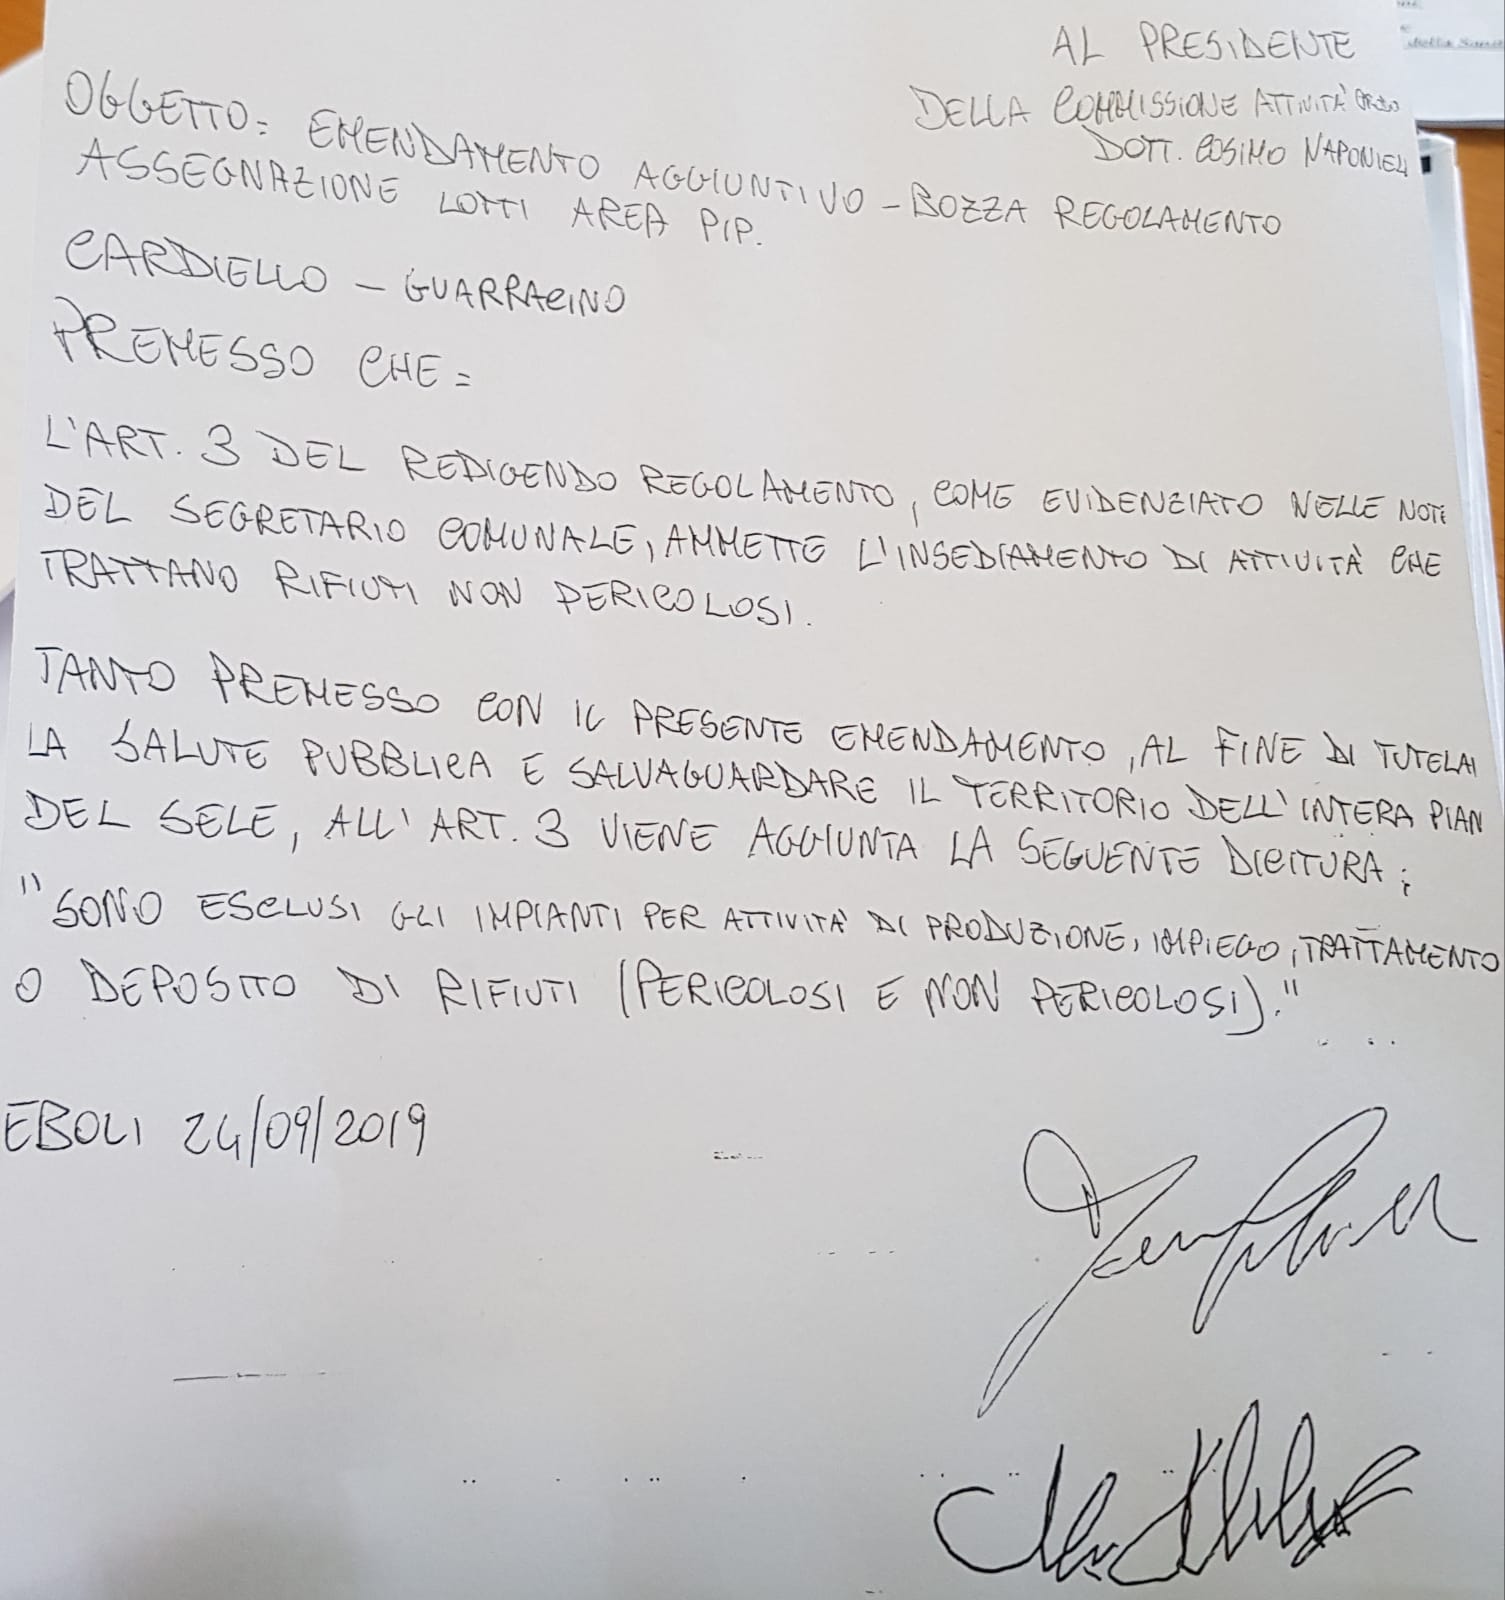 AL PRESIDENTE
DELLA COMMISSIONE ATTIVITÀ
DOTT. COSIMO NAPONIELLI
OGGETTO: EMENDAMENTO AGGIUNTIVO - BOZZA REGOLAMENTO
ASSEGNAZIONE LOTTI AREA PIP.
CARDIELLO - GUARRACINO
PREMESSO CHE:
L'ART. 3 DEL REDIGENDO REGOLAMENTO, COME EVIDENZIATO NELLE NOTE
DEL SEGRETARIO COMUNALE, AMMETTE L'INSEDIAMENTO DI ATTIVITÀ CHE
TRATTANO RIFIUTI NON PERICOLOSI.
TANTO PREMESSO CON IL PRESENTE EMENDAMENTO, AL FINE DI TUTELA
LA SALUTE PUBBLICA E SALVAGUARDARE IL TERRITORIO DELL'INTERA PIAN
DEL SELE, ALL'ART. 3 VIENE AGGIUNTA LA SEGUENTE DICITURA:
"SONO ESCLUSI GLI IMPIANTI PER ATTIVITÀ DI PRODUZIONE, IMPIEGO, TRATTAMENTO
O DEPOSITO DI RIFIUTI (PERICOLOSI E NON PERICOLOSI)."
EBOLI 24/09/2019